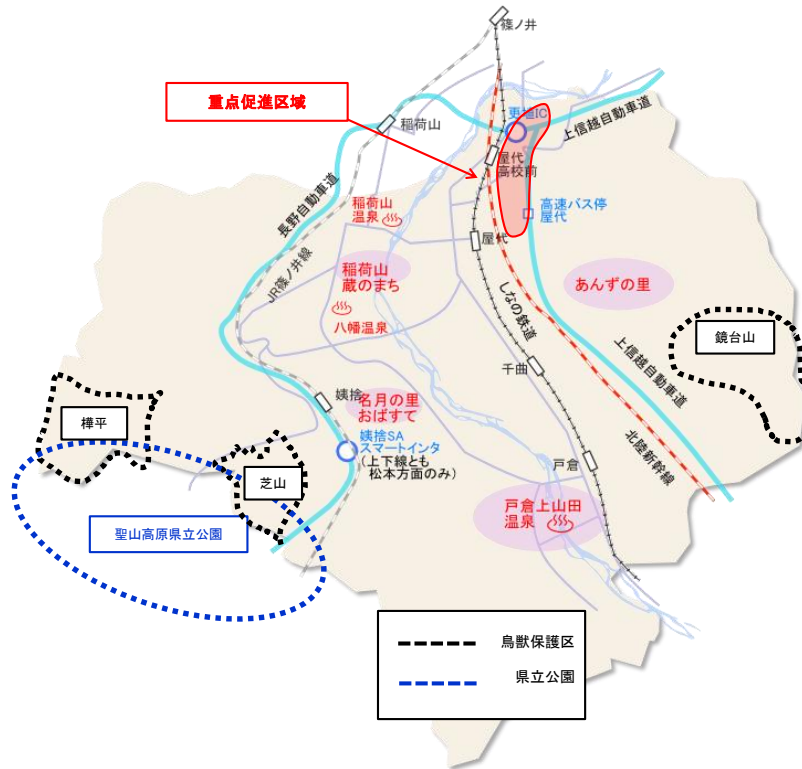 篠ノ井
重点促進区域
更埴IC
上信越自動車道
稲荷山
屋代
高校前
長野自動車道
稲荷山
温泉
高速バス停
屋代
屋代
稲荷山
蔵のまち
あんずの里
JR篠ノ井線
しなの鉄道
八幡温泉
鏡台山
上信越自動車道
千曲
姨捨
名月の里
おばすて
樺平
姨捨SA
スマートインタ
(上下線とも
松本方面のみ)
北陸新幹線
戸倉
芝山
戸倉上山田
温泉
聖山高原県立公園
鳥獣保護区
県立公園